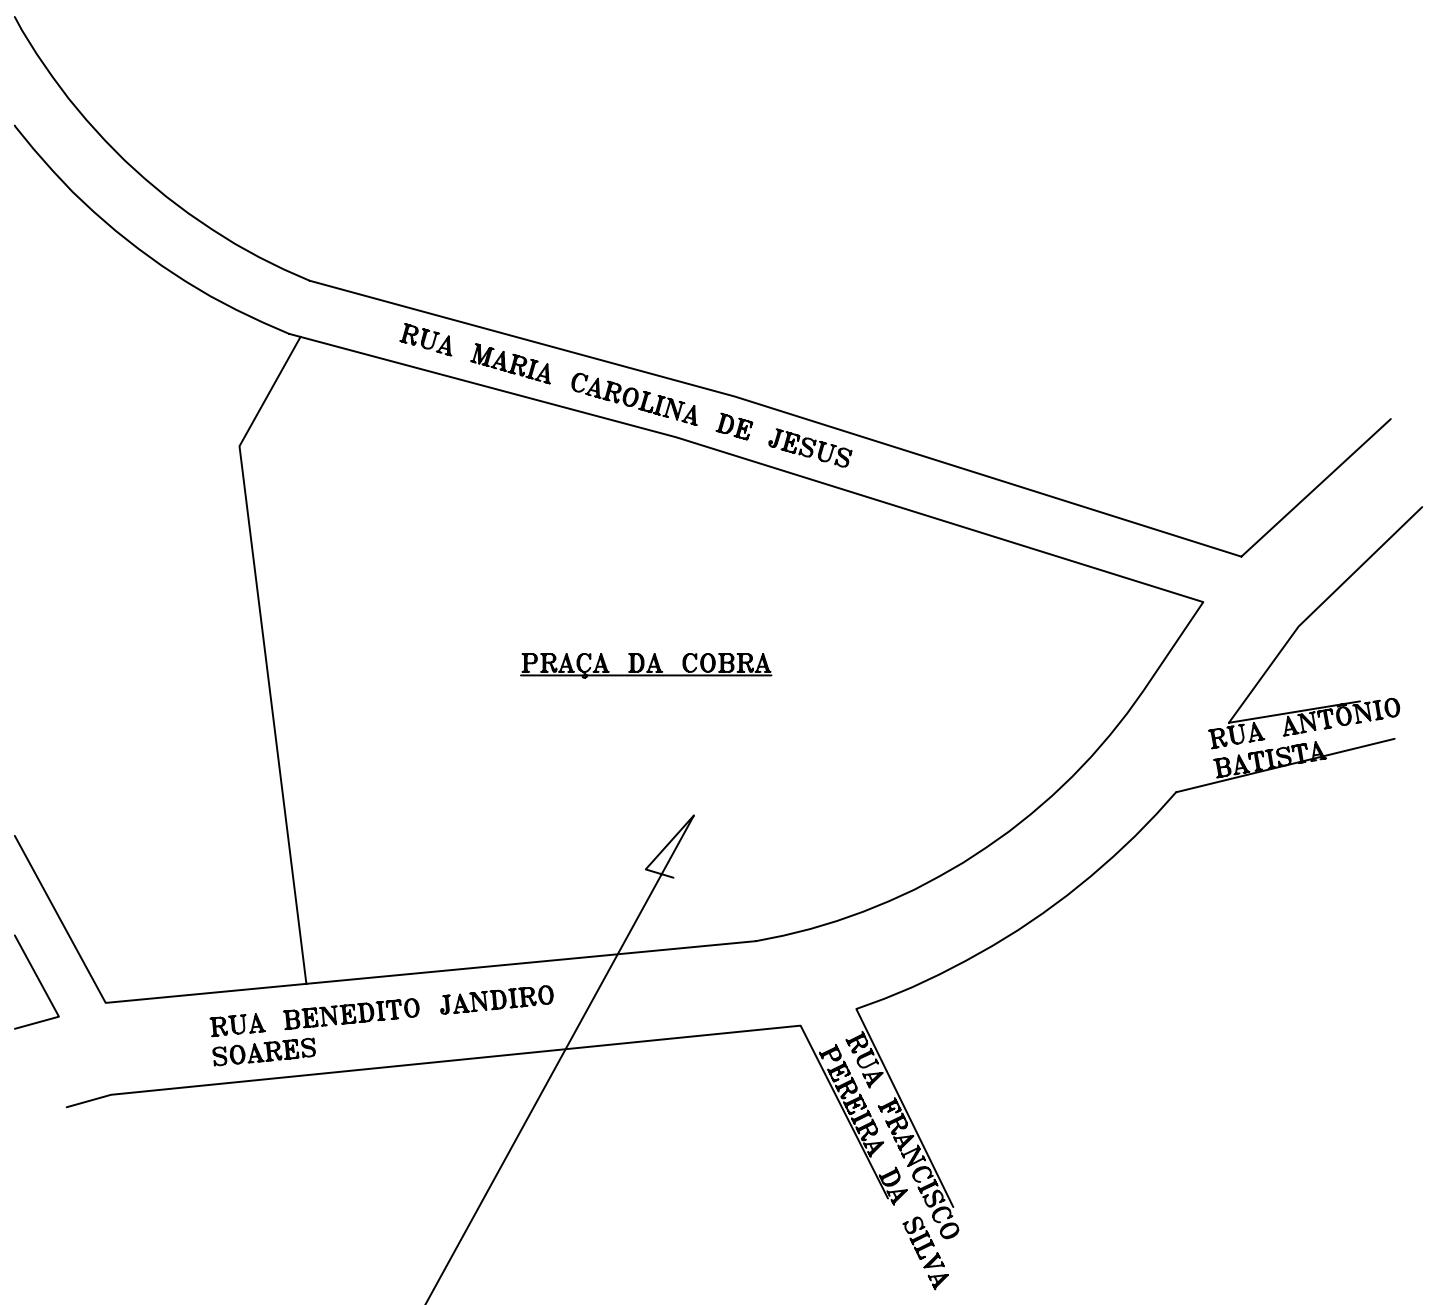 RUA MARIA CAROLINA DE JESUS
PRAÇA DA COBRA
RUA ANTÔNIO
BATISTA
RUA BENEDITO JANDIRO
SOARES
RUA FRANCISCO
PEREIRA DA SILVA